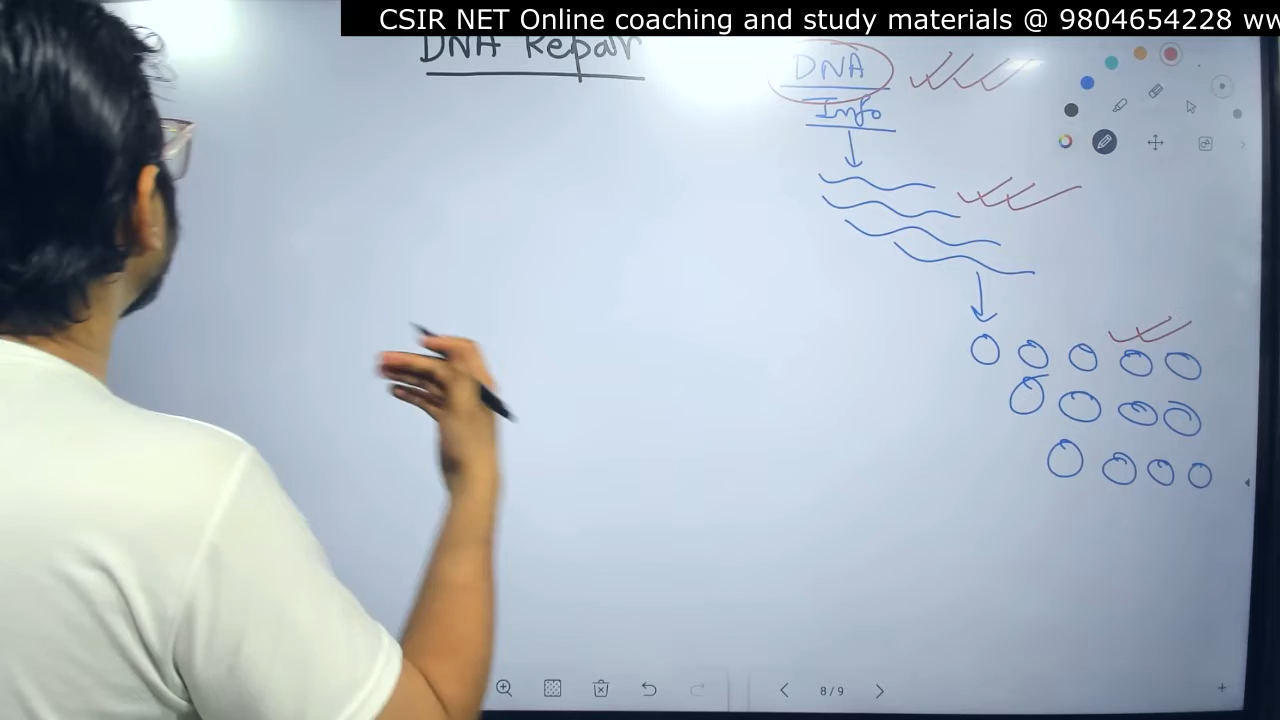 CSIR NET Online coaching and study materials @ 9804654228 ww
DNA Repair
DNA
Info
8/9